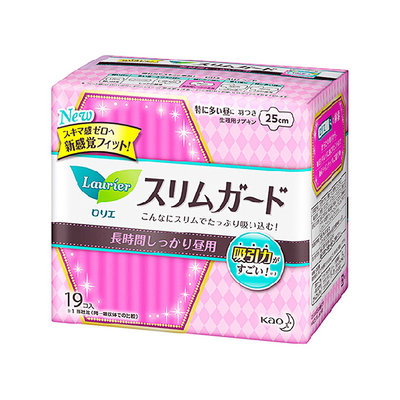 New
スキマ感ゼロへ
新感覚フィット!
特に多い昼に 羽つき
生理用ナプキン
25cm
Laurier
ロリエ
スリムガード
こんなにスリムでたっぷり吸い込む!
長時間しっかり昼用
吸引力が
すごい!
19コ入
Kao